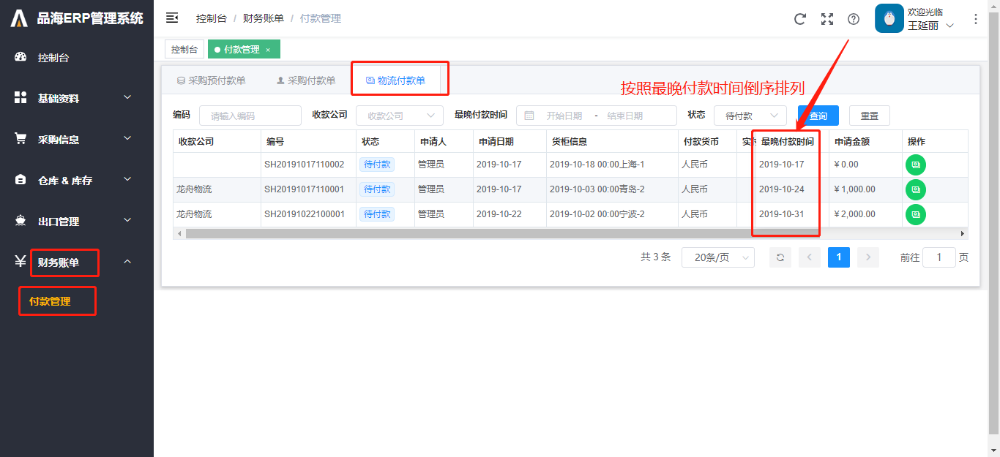 品海ERP管理系统
控制台
基础资料
采购信息
仓库 & 库存
出口管理
财务账单
付款管理
控制台 / 财务账单 / 付款管理
欢迎光临
王延丽
控制台
付款管理 ×
采购预付款单 采购付款单 物流付款单
按照最晚付款时间倒序排列
编码 请输入编码 收款公司 收款公司 最晚付款时间 开始日期 - 结束日期 状态 待付款 查询 重置
收款公司 编号 状态 申请人 申请日期 货柜信息 付款货币 最晚付款时间 申请金额 操作
SH20191017110002 待付款 管理员 2019-10-17 2019-10-18 00:00上海-1 人民币 2019-10-17 ¥ 0.00
龙舟物流 SH20191017110001 待付款 管理员 2019-10-17 2019-10-03 00:00青岛-2 人民币 2019-10-24 ¥ 1,000.00
龙舟物流 SH20191022100001 待付款 管理员 2019-10-22 2019-10-02 00:00宁波-2 人民币 2019-10-31 ¥ 2,000.00
共 3 条 20条/页 1 前往 1 页